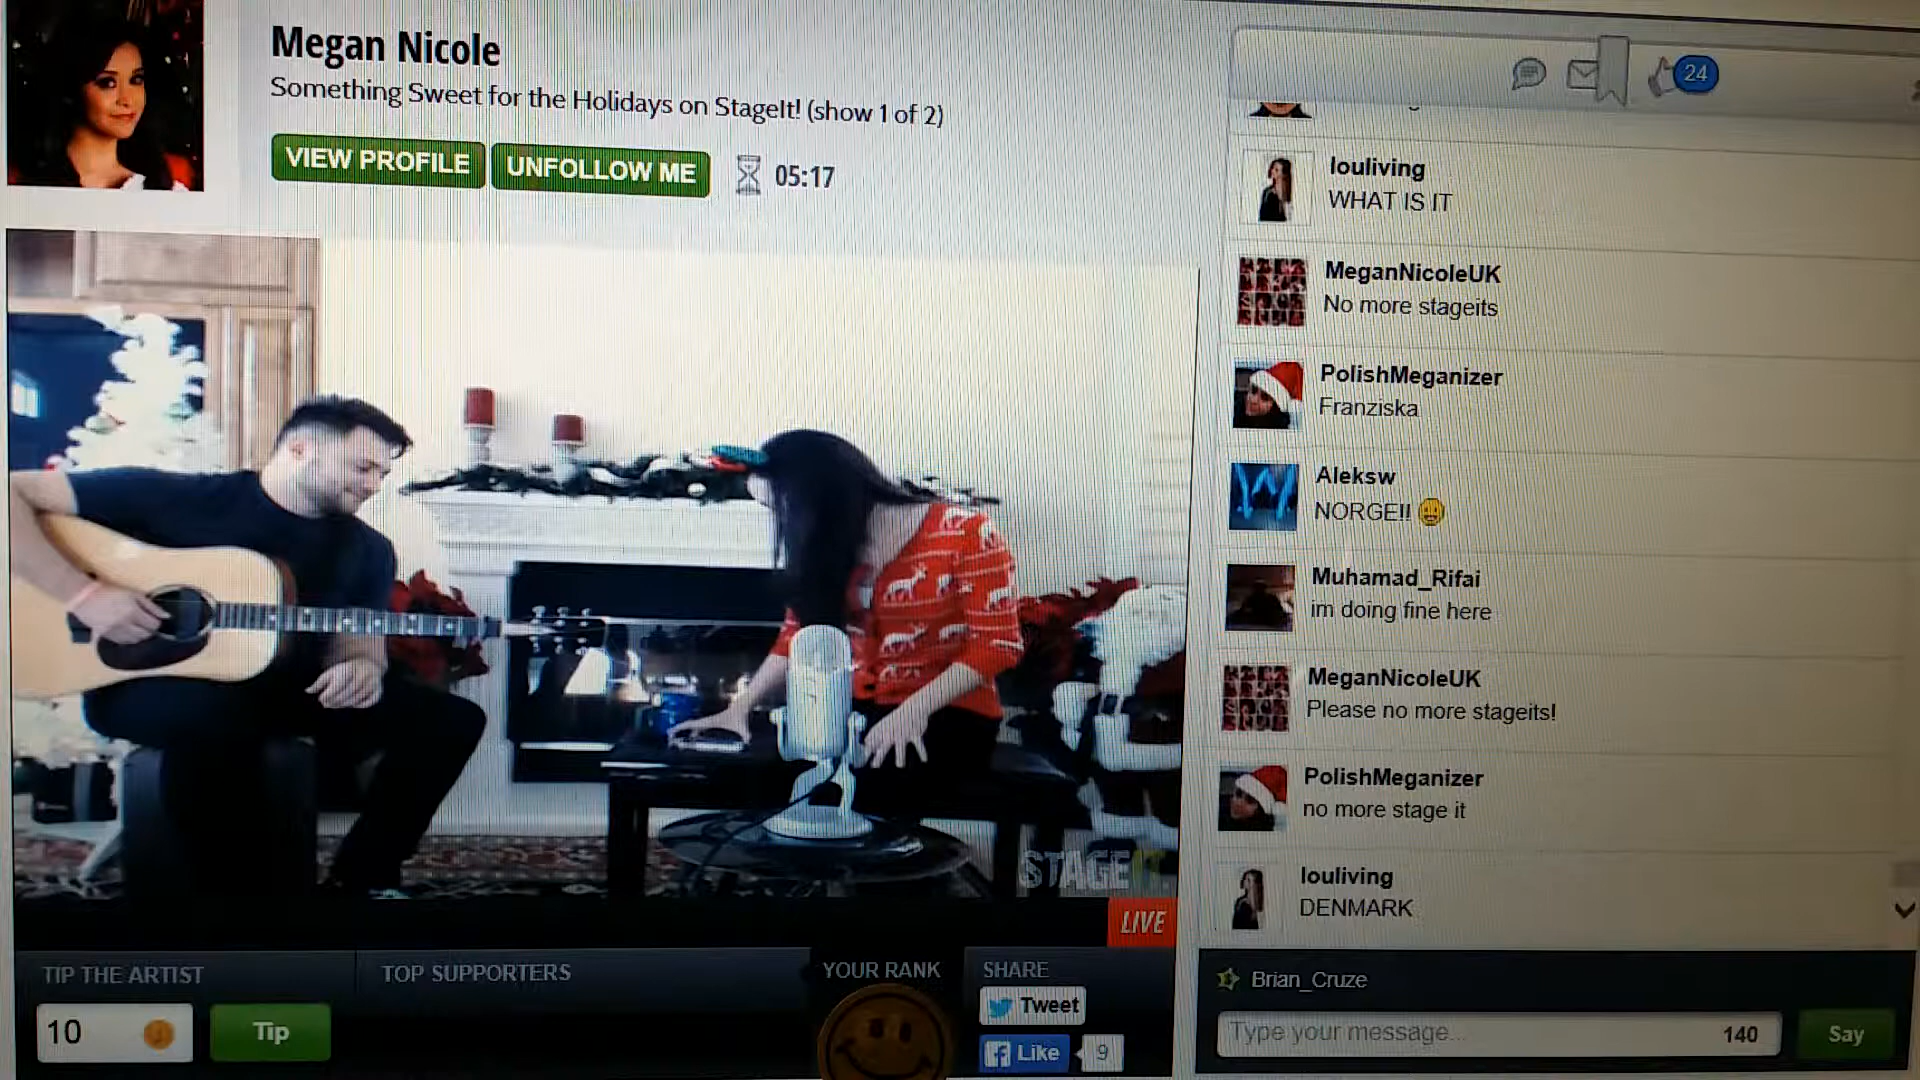 Megan Nicole
Something Sweet for the Holidays on StageIt! (show 1 of 2)
VIEW PROFILE
UNFOLLOW ME
05:17
24
louliving
WHAT IS IT
MeganNicoleUK
No more stageits
PolishMeganizer
Franziska
Aleksw
NORGE!!
Muhamad_Rifai
im doing fine here
MeganNicoleUK
Please no more stageits!
PolishMeganizer
no more stage it
louliving
DENMARK
STAGEIT
LIVE
TIP THE ARTIST
10
Tip
TOP SUPPORTERS
YOUR RANK
SHARE
Tweet
Like
9
Brian_Cruze
Type your message...
140
Say